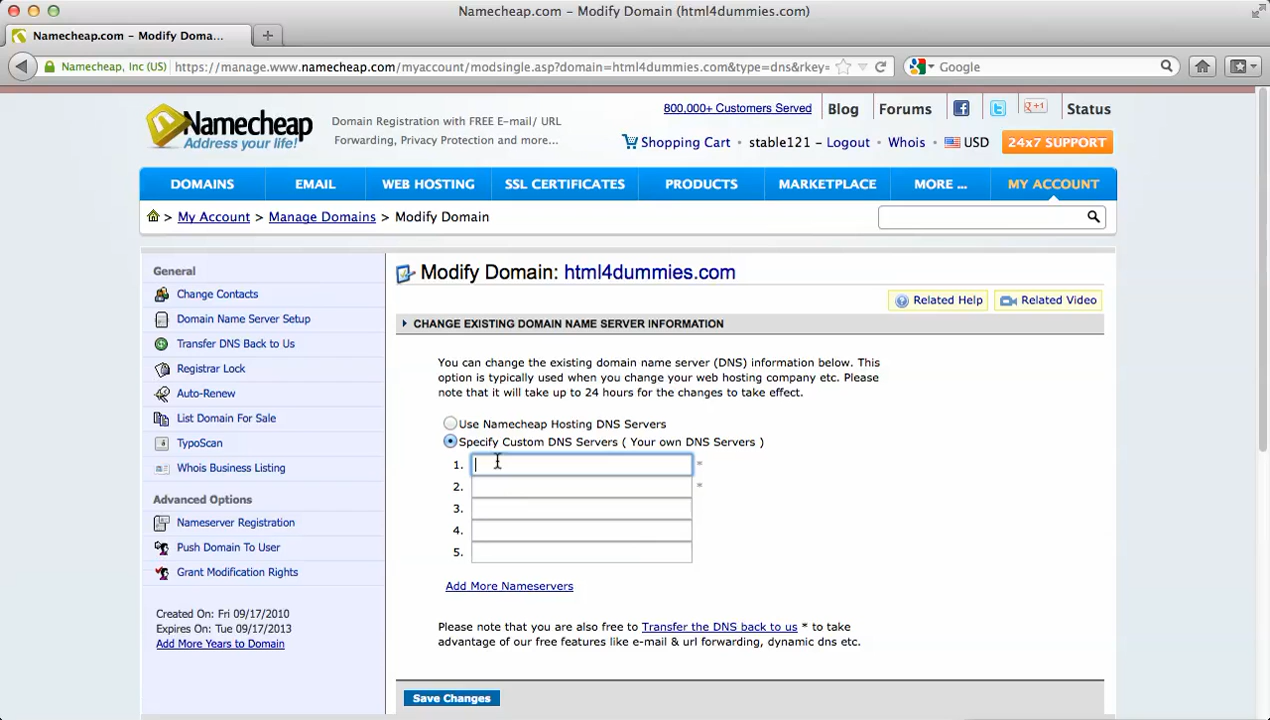 Namecheap.com – Modify Domain (html4dummies.com)
Namecheap.com – Modify Doma...
Namecheap, Inc (US) https://manage.www.namecheap.com/myaccount/modsingle.asp?domain=html4dummies.com&type=dns&rkey= Google
800,000+ Customers Served Blog Forums +1 Status
Namecheap
Address your life!
Domain Registration with FREE E-mail/ URL
Forwarding, Privacy Protection and more...
Shopping Cart • stable121 – Logout • Whois • USD 24x7 SUPPORT
DOMAINS EMAIL WEB HOSTING SSL CERTIFICATES PRODUCTS MARKETPLACE MORE ... MY ACCOUNT
> My Account > Manage Domains > Modify Domain
General
Change Contacts
Domain Name Server Setup
Transfer DNS Back to Us
Registrar Lock
Auto-Renew
List Domain For Sale
TypoScan
Whois Business Listing
Advanced Options
Nameserver Registration
Push Domain To User
Grant Modification Rights
Created On: Fri 09/17/2010
Expires On: Tue 09/17/2013
Add More Years to Domain
Modify Domain: html4dummies.com
Related Help Related Video
CHANGE EXISTING DOMAIN NAME SERVER INFORMATION
You can change the existing domain name server (DNS) information below. This
option is typically used when you change your web hosting company etc. Please
note that it will take up to 24 hours for the changes to take effect.
Use Namecheap Hosting DNS Servers
Specify Custom DNS Servers ( Your own DNS Servers )
1. *
2. *
3.
4.
5.
Add More Nameservers
Please note that you are also free to Transfer the DNS back to us * to take
advantage of our free features like e-mail & url forwarding, dynamic dns etc.
Save Changes